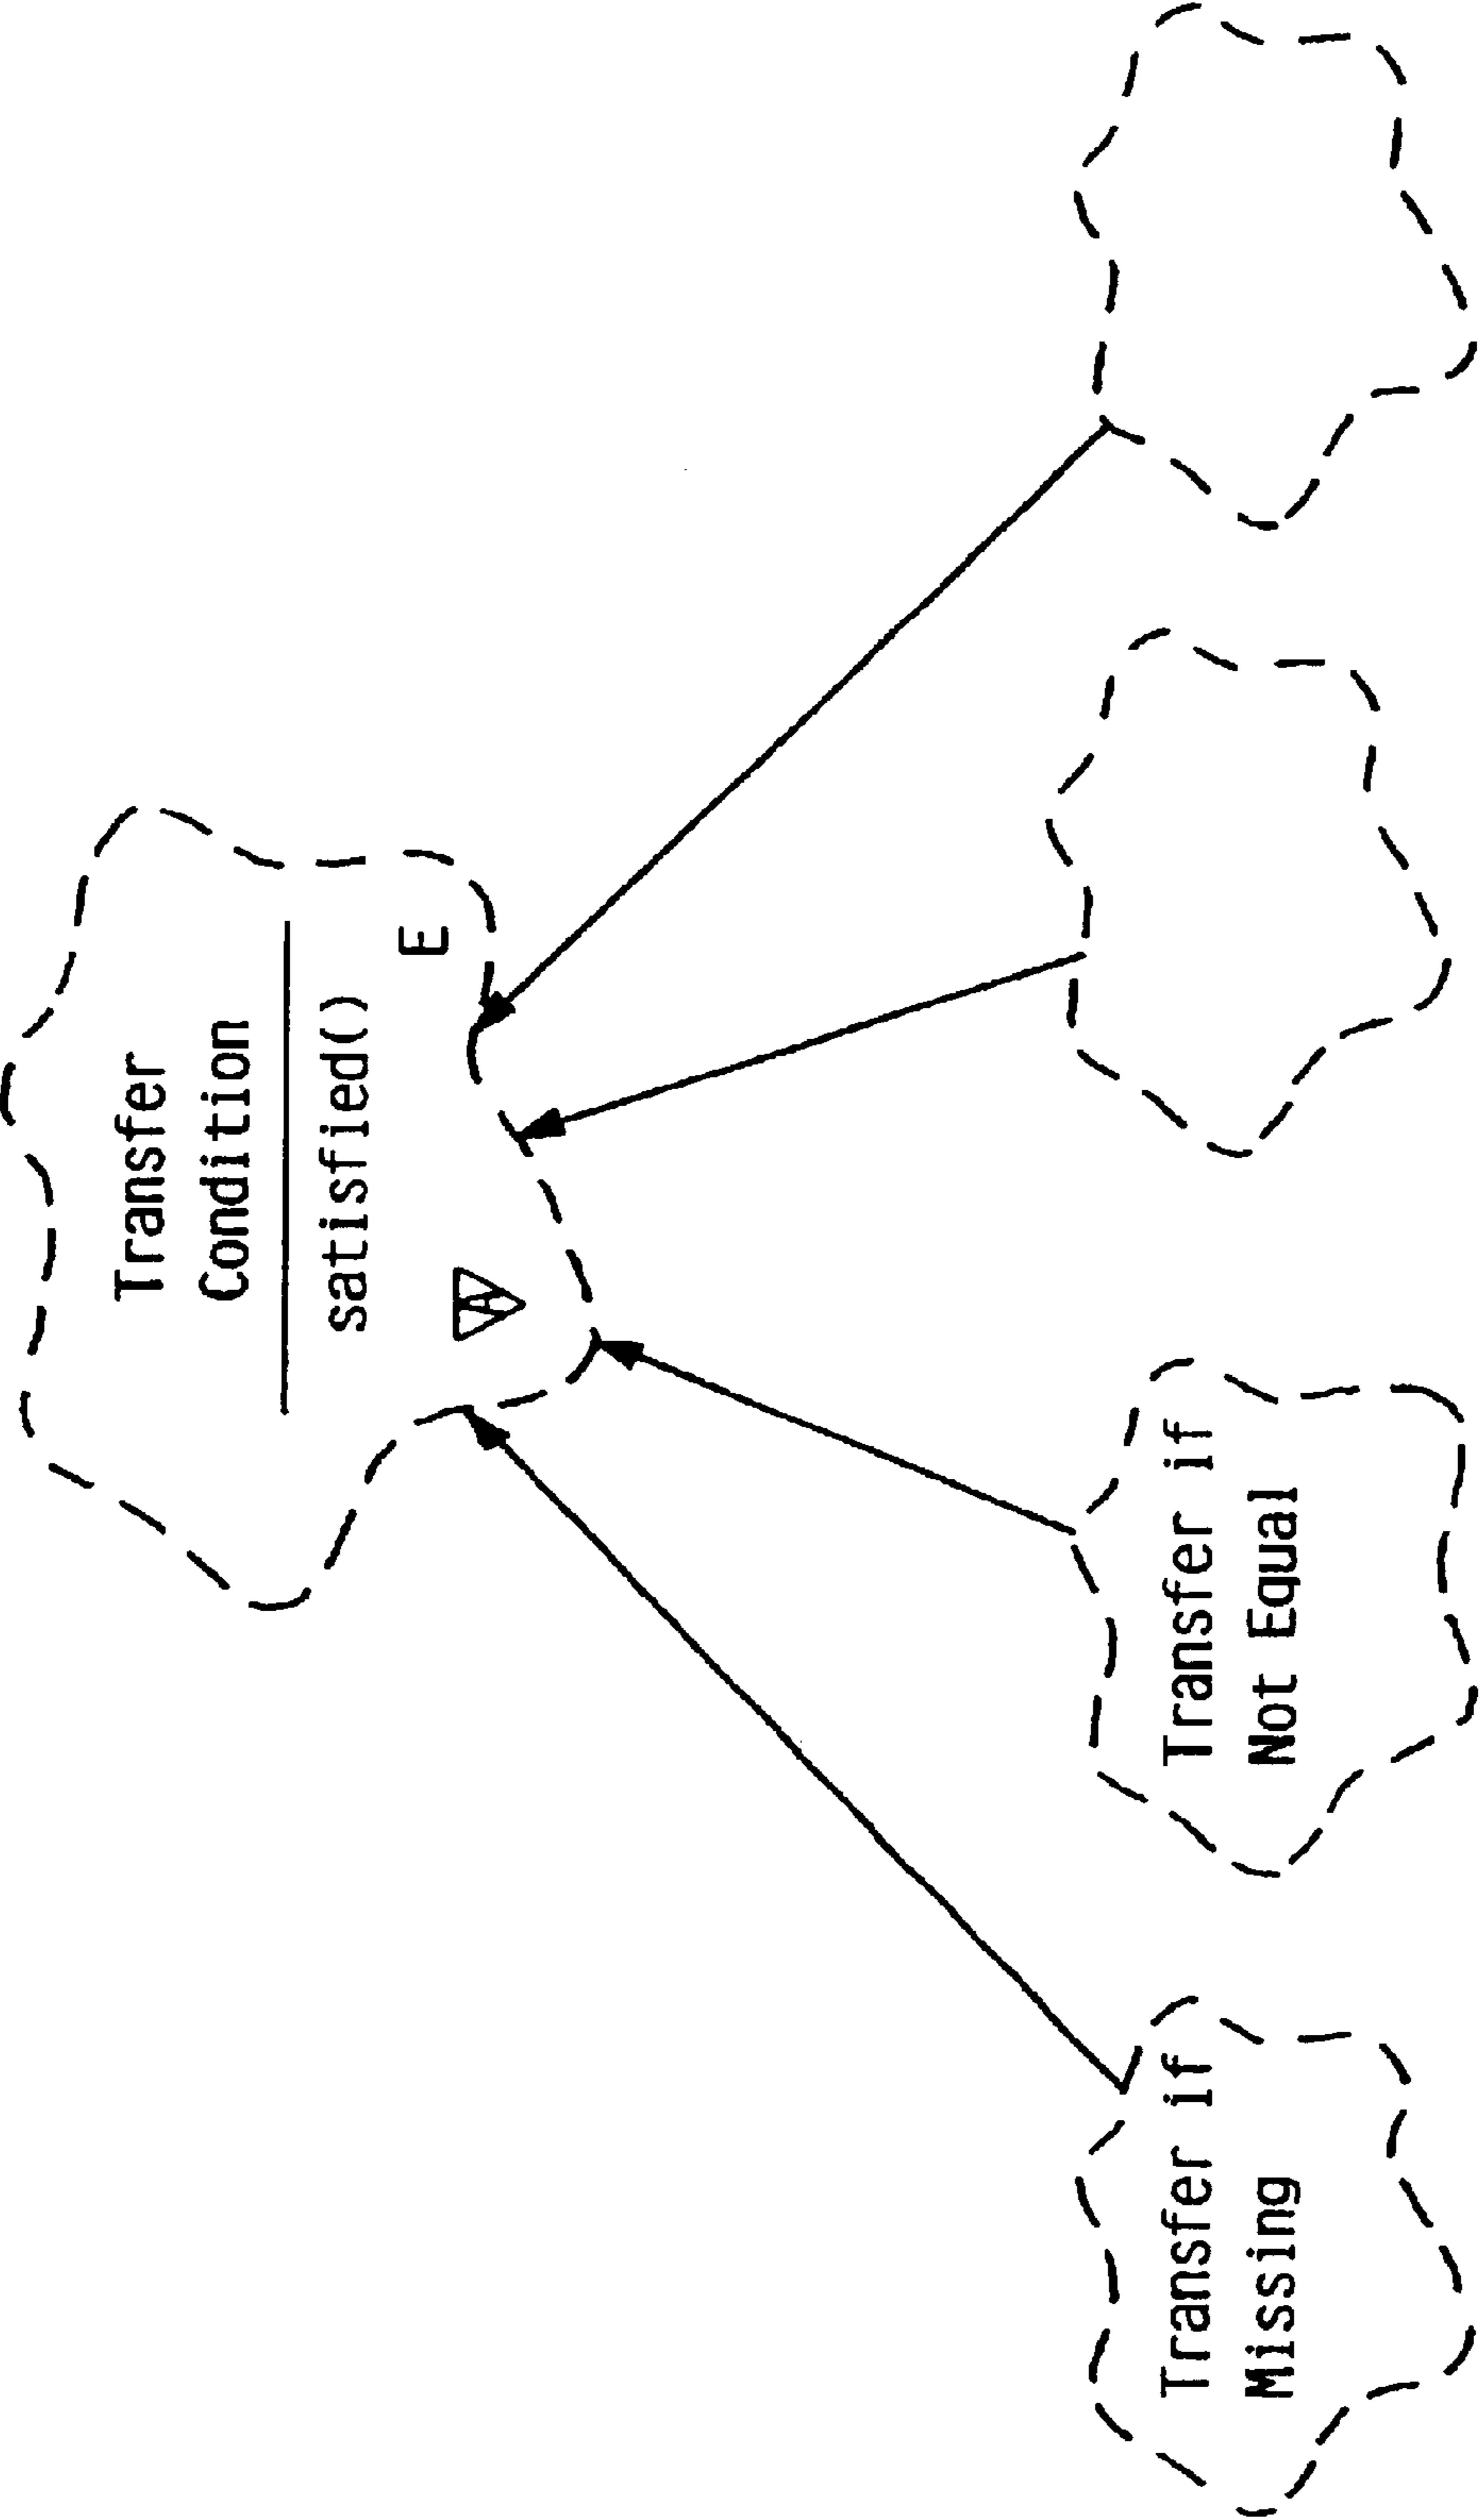 Transfer
Condition
satisfied()
E
A
Transfer if
Missing
Transfer if
Not Equal